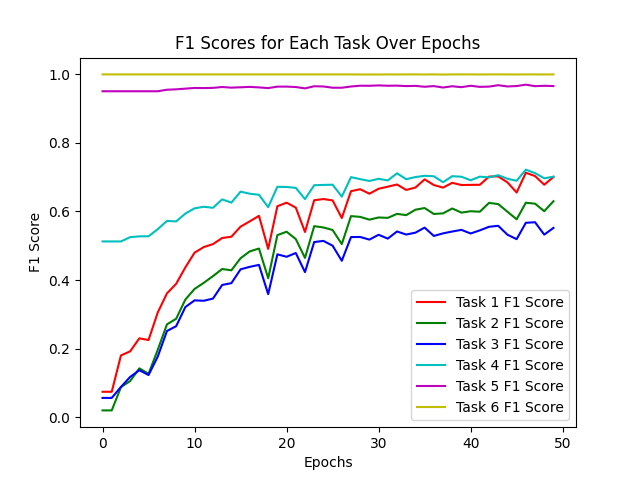 F1 Scores for Each Task Over Epochs
F1 Score
1.0
0.8
0.6
0.4
0.2
0.0
Task 1 F1 Score
Task 2 F1 Score
Task 3 F1 Score
Task 4 F1 Score
Task 5 F1 Score
Task 6 F1 Score
0 10 20 30 40 50
Epochs